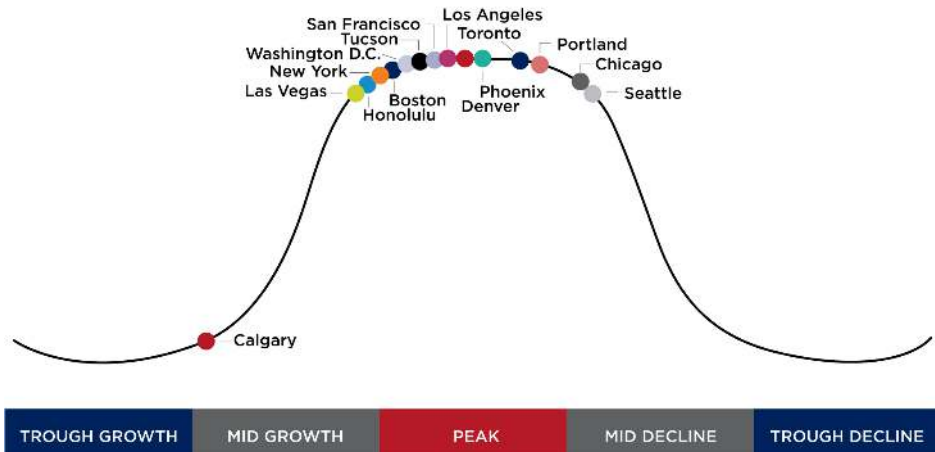 Los Angeles
San Francisco
Toronto
Tucson
Portland
Washington D.C.
Chicago
New York
Phoenix
Las Vegas
Boston
Denver
Seattle
Honolulu
Calgary
TROUGH GROWTH
MID GROWTH
PEAK
MID DECLINE
TROUGH DECLINE